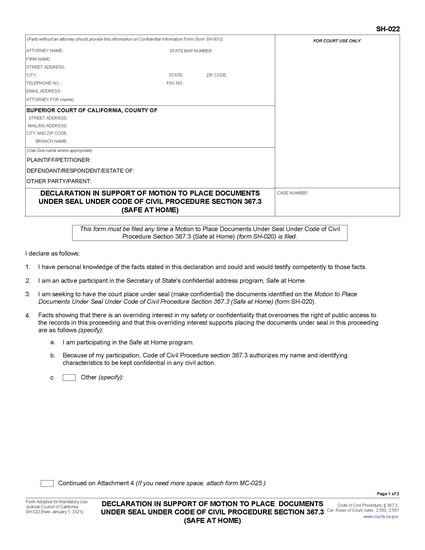 SH-022
(Party without an attorney should provide this information on Confidential Information Form (form SH-001))
FOR COURT USE ONLY
ATTORNEY NAME: STATE BAR NUMBER:
FIRM NAME:
STREET ADDRESS:
CITY: STATE: ZIP CODE:
TELEPHONE NO.: FAX NO.:
EMAIL ADDRESS:
ATTORNEY FOR (name):
SUPERIOR COURT OF CALIFORNIA, COUNTY OF
STREET ADDRESS:
MAILING ADDRESS:
CITY AND ZIP CODE:
BRANCH NAME:
(Use Doe name where appropriate)
PLAINTIFF/PETITIONER:
DEFENDANT/RESPONDENT/ESTATE OF:
OTHER PARTY/PARENT:
DECLARATION IN SUPPORT OF MOTION TO PLACE DOCUMENTS
UNDER SEAL UNDER CODE OF CIVIL PROCEDURE SECTION 367.3
(SAFE AT HOME)
CASE NUMBER:
This form must be filed any time a Motion to Place Documents Under Seal Under Code of Civil
Procedure Section 367.3 (Safe at Home) (form SH-020) is filed.
I declare as follows:
1. I have personal knowledge of the facts stated in this declaration and could and would testify competently to those facts.
2. I am an active participant in the Secretary of State's confidential address program, Safe at Home.
3. I am seeking to have the court place under seal (make confidential) the documents identified on the Motion to Place
Documents Under Seal Under Code of Civil Procedure Section 367.3 (Safe at Home) (form SH-020).
4. Facts showing that there is an overriding interest in my safety or confidentiality that overcomes the right of public access to
the records in this proceeding and that this overriding interest supports placing the documents under seal in this proceeding
are as follows (specify):
a. I am participating in the Safe at Home program.
b. Because of my participation, Code of Civil Procedure section 367.3 authorizes my name and identifying
characteristics to be kept confidential in any civil action.
c. Other (specify):
Continued on Attachment 4 (If you need more space, attach form MC-025.)
Page 1 of 2
Form Adopted for Mandatory Use
Judicial Council of California
SH-022 [New January 1, 2021]
DECLARATION IN SUPPORT OF MOTION TO PLACE DOCUMENTS
UNDER SEAL UNDER CODE OF CIVIL PROCEDURE SECTION 367.3
(SAFE AT HOME)
Code of Civil Procedure, § 367.3;
Cal. Rules of Court, rules 2.550, 2.551
www.courts.ca.gov